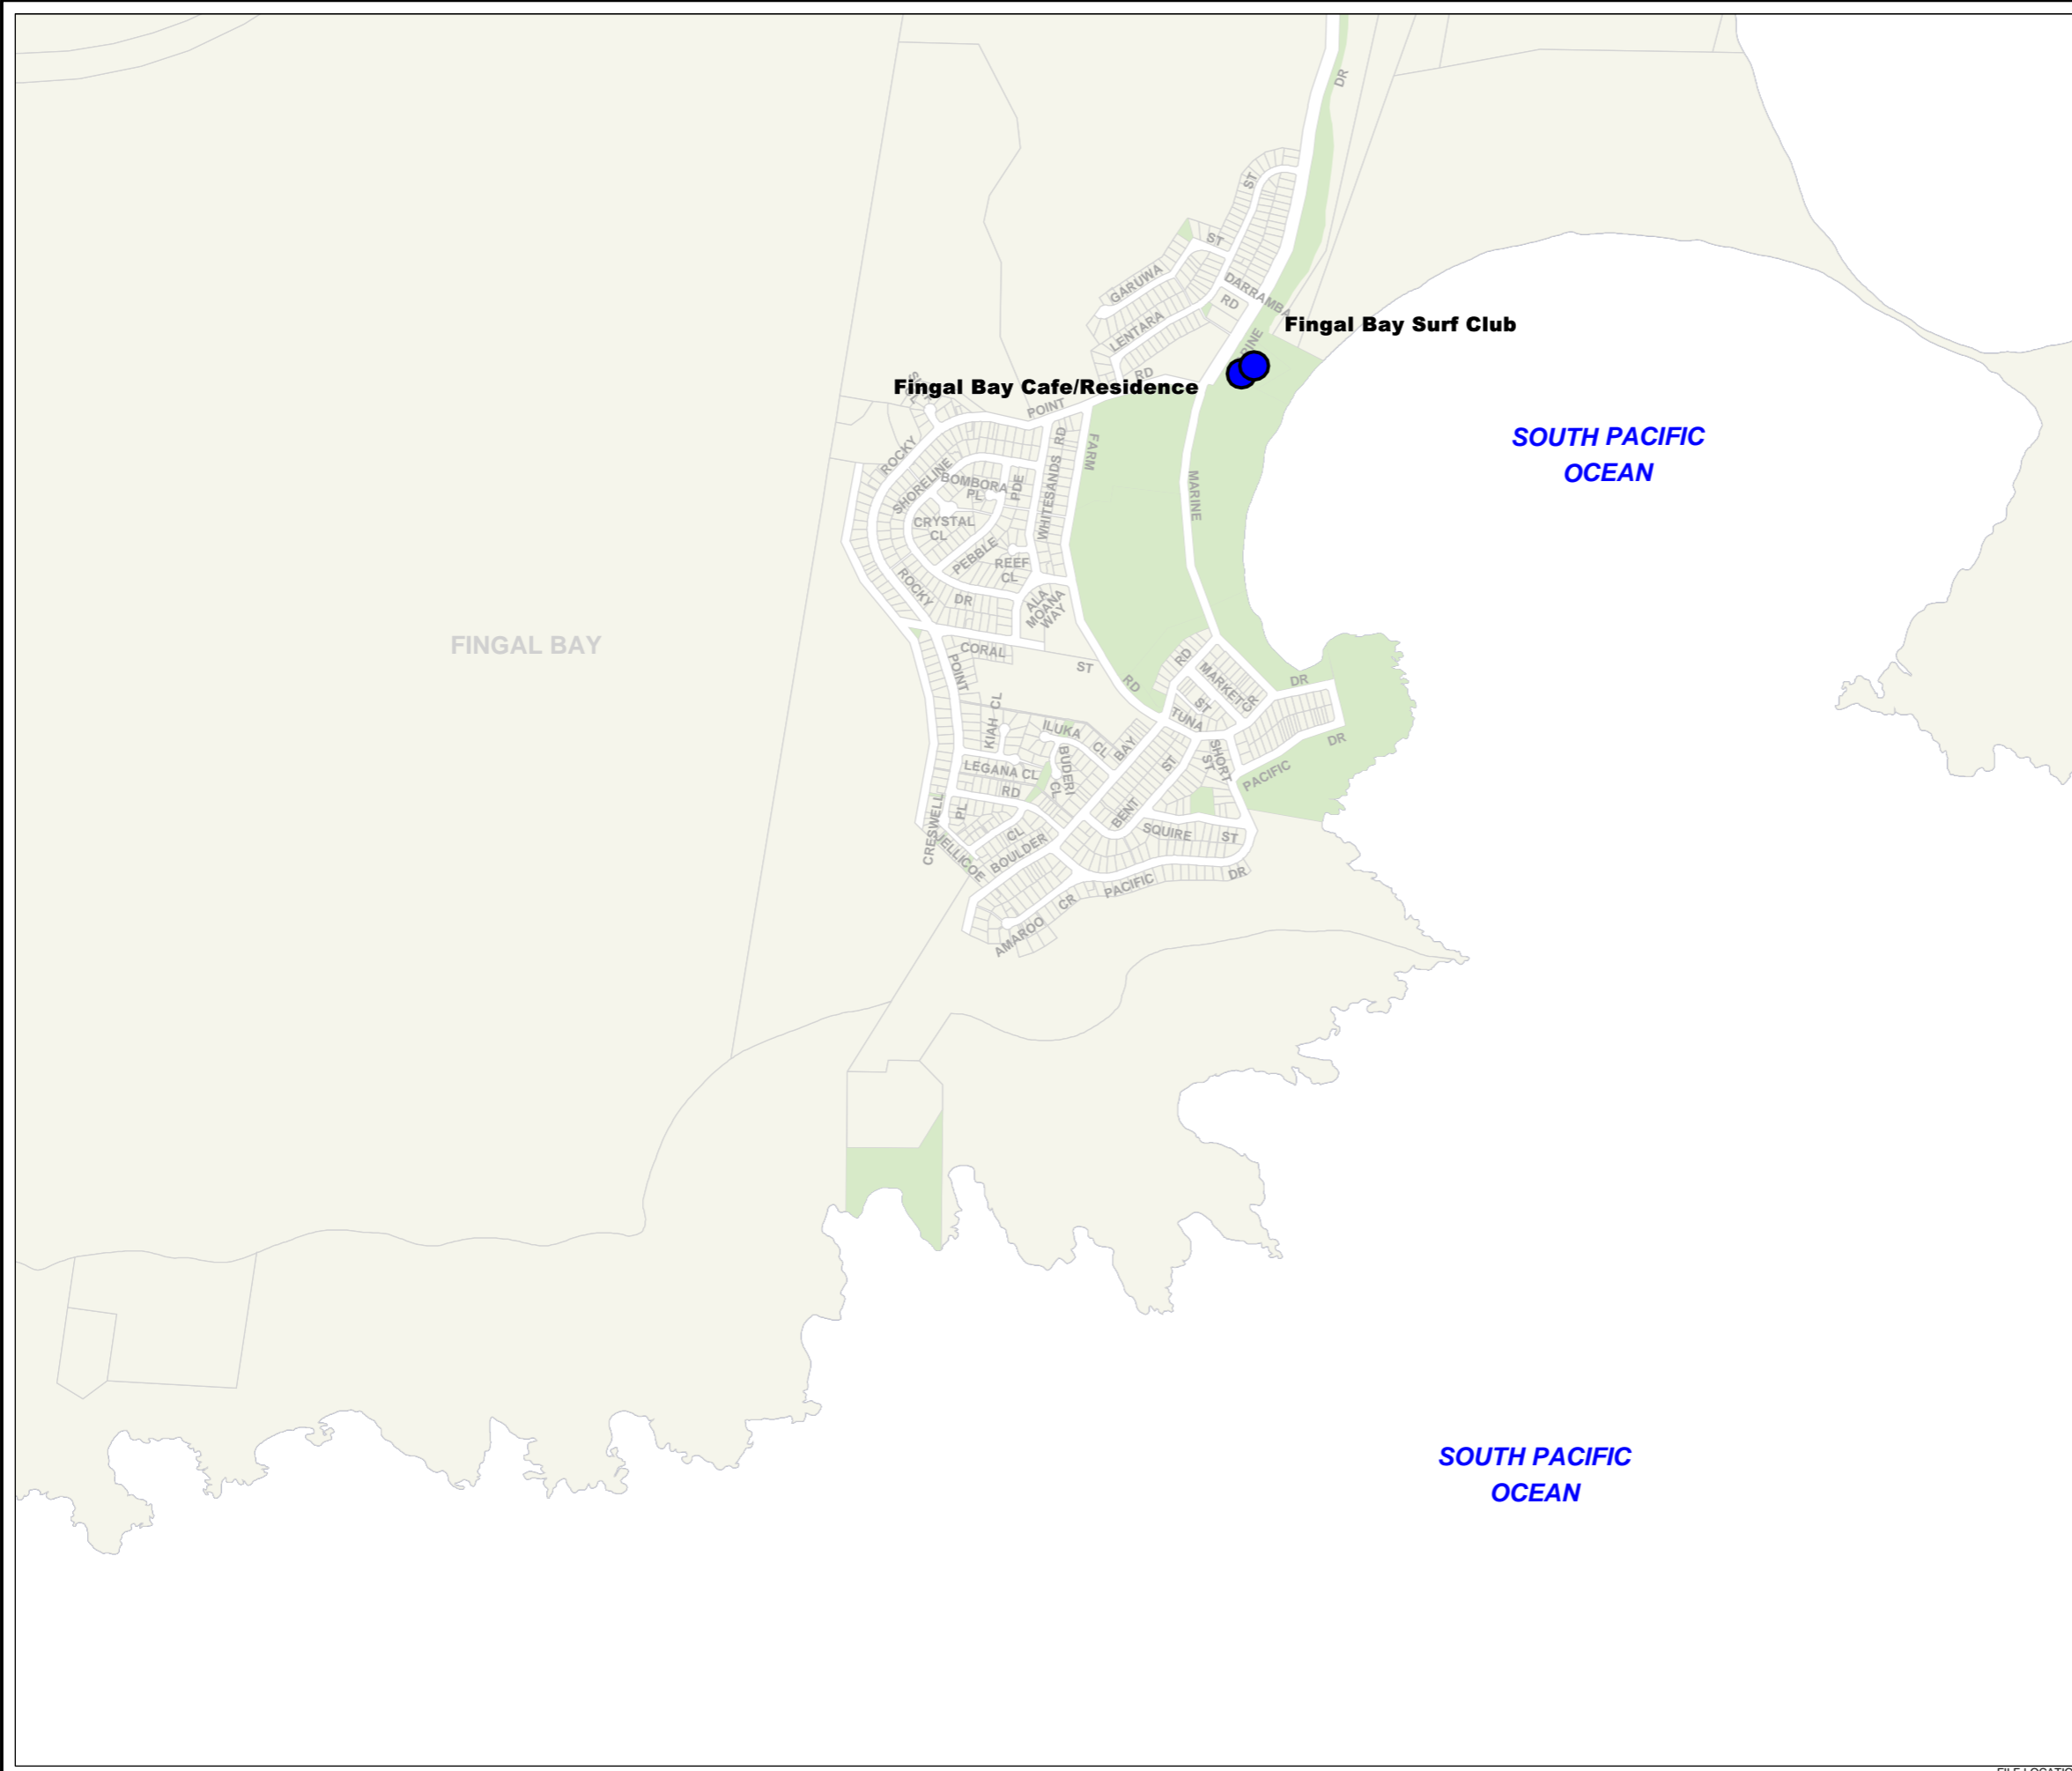 DR
ST
ST
GARUWA
DARRAMBA
RD
LENTARA
Fingal Bay Surf Club
RD
Fingal Bay Cafe/Residence
POINT
SOUTH PACIFIC
OCEAN
ROCKY
RD
FARM
SHORELINE
BOMBORA
PL
PDE
WHITESANDS
MARINE
CRYSTAL
CL
PEBBLE
REEF
CL
ROCKY
DR
ALA
MOANA
WAY
FINGAL BAY
CORAL
ST
POINT
RD
RD
MARKET
ST
CR
DR
TUNA
KIAH CL
ILUKA
CL
BAY
BUDERI
CL
ST
SHORT
ST
DR
PACIFIC
LEGANA CL
RD
CRESWELL
PL
BENT
SQUIRE
ST
JELLICOE
CL
BOULDER
PACIFIC
DR
AMAROO
CR
SOUTH PACIFIC
OCEAN